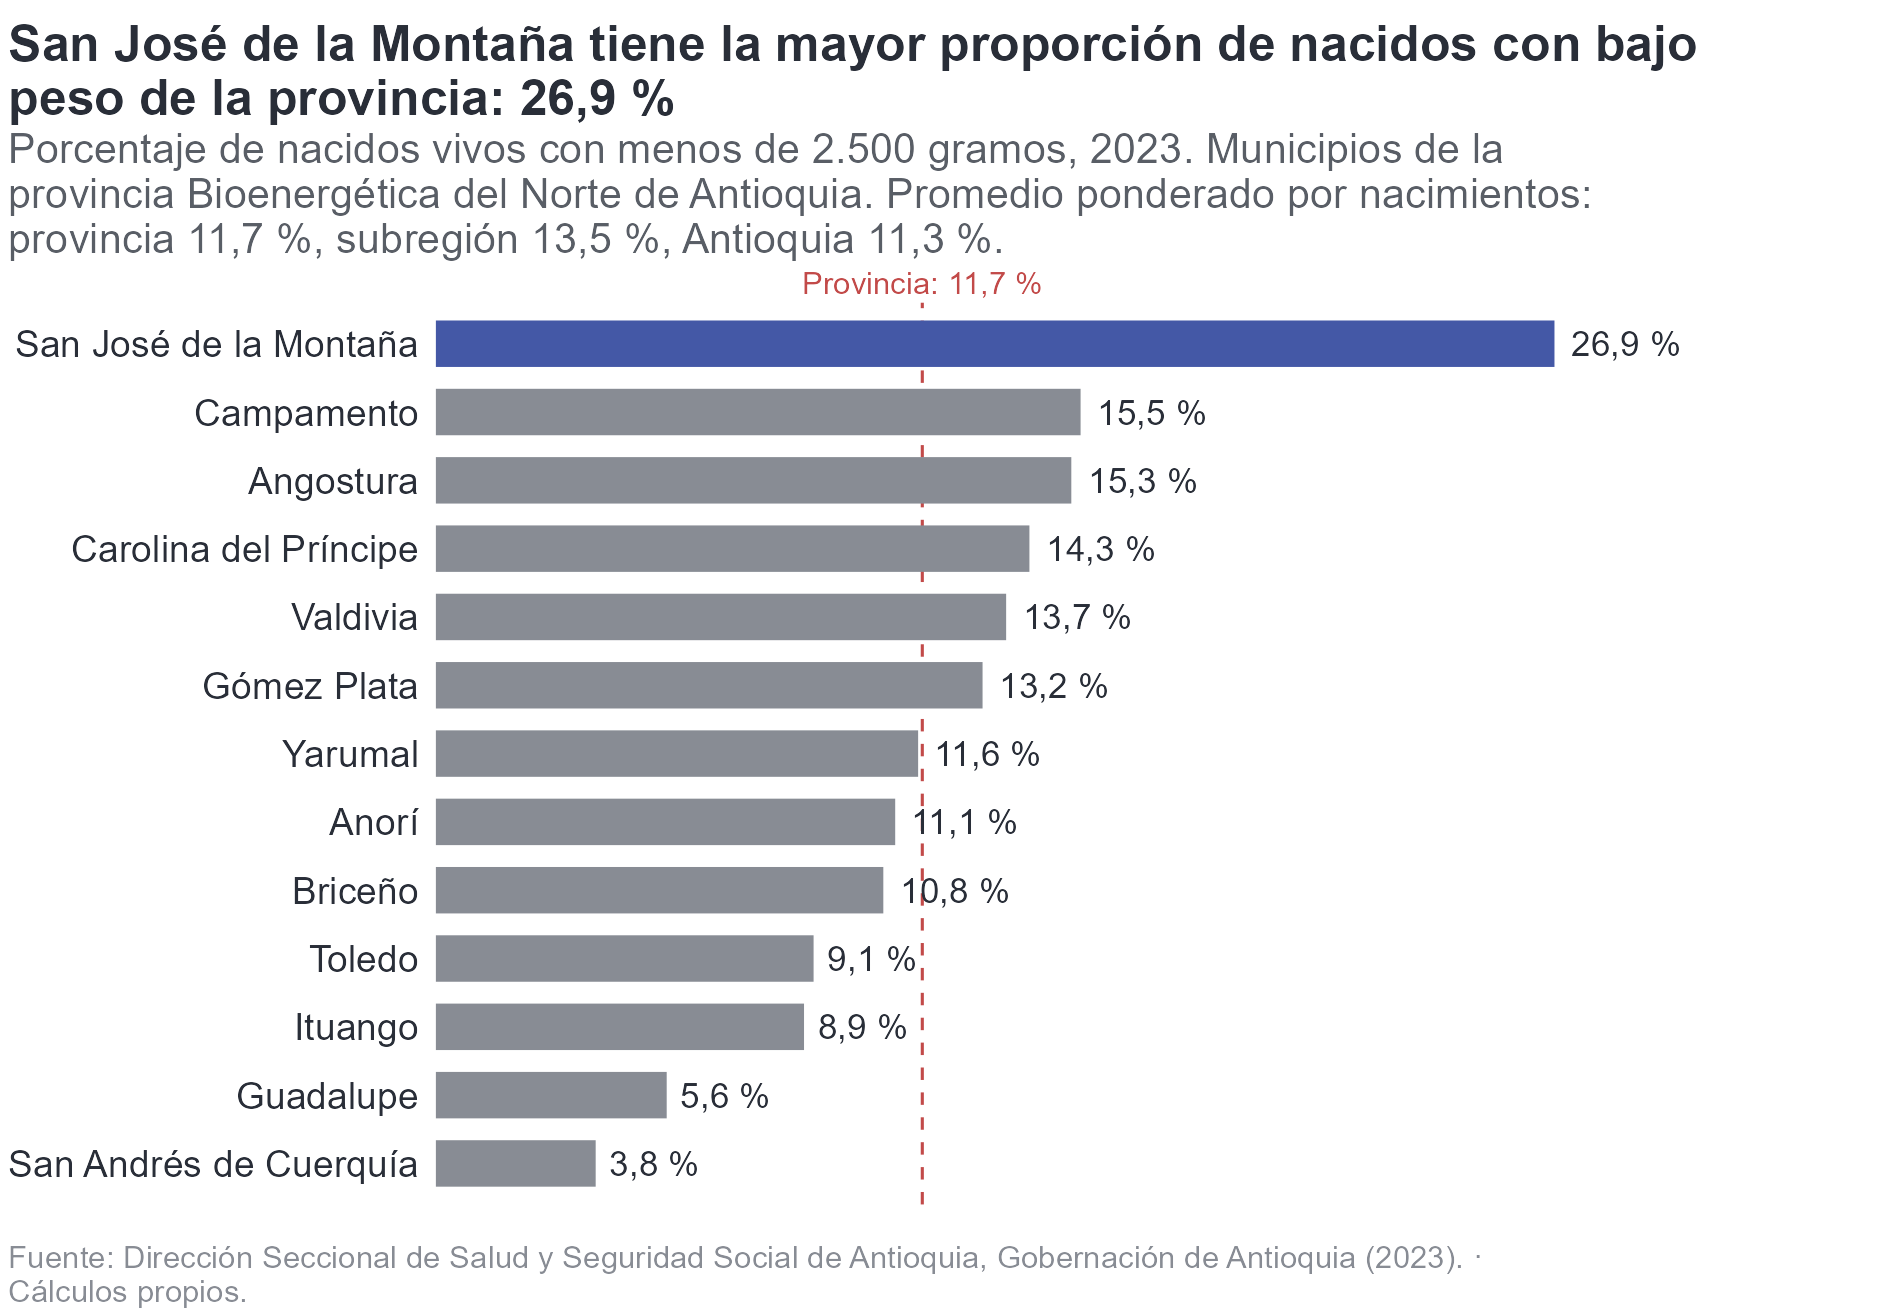 San José de la Montaña tiene la mayor proporción de nacidos con bajo
peso de la provincia: 26,9 %
Porcentaje de nacidos vivos con menos de 2.500 gramos, 2023. Municipios de la
provincia Bioenergética del Norte de Antioquia. Promedio ponderado por nacimientos:
provincia 11,7 %, subregión 13,5 %, Antioquia 11,3 %.
Provincia: 11,7 %
San José de la Montaña 26,9 %
Campamento 15,5 %
Angostura 15,3 %
Carolina del Príncipe 14,3 %
Valdivia 13,7 %
Gómez Plata 13,2 %
Yarumal 11,6 %
Anorí 11,1 %
Briceño 10,8 %
Toledo 9,1 %
Ituango 8,9 %
Guadalupe 5,6 %
San Andrés de Cuerquía 3,8 %
Fuente: Dirección Seccional de Salud y Seguridad Social de Antioquia, Gobernación de Antioquia (2023). ·
Cálculos propios.